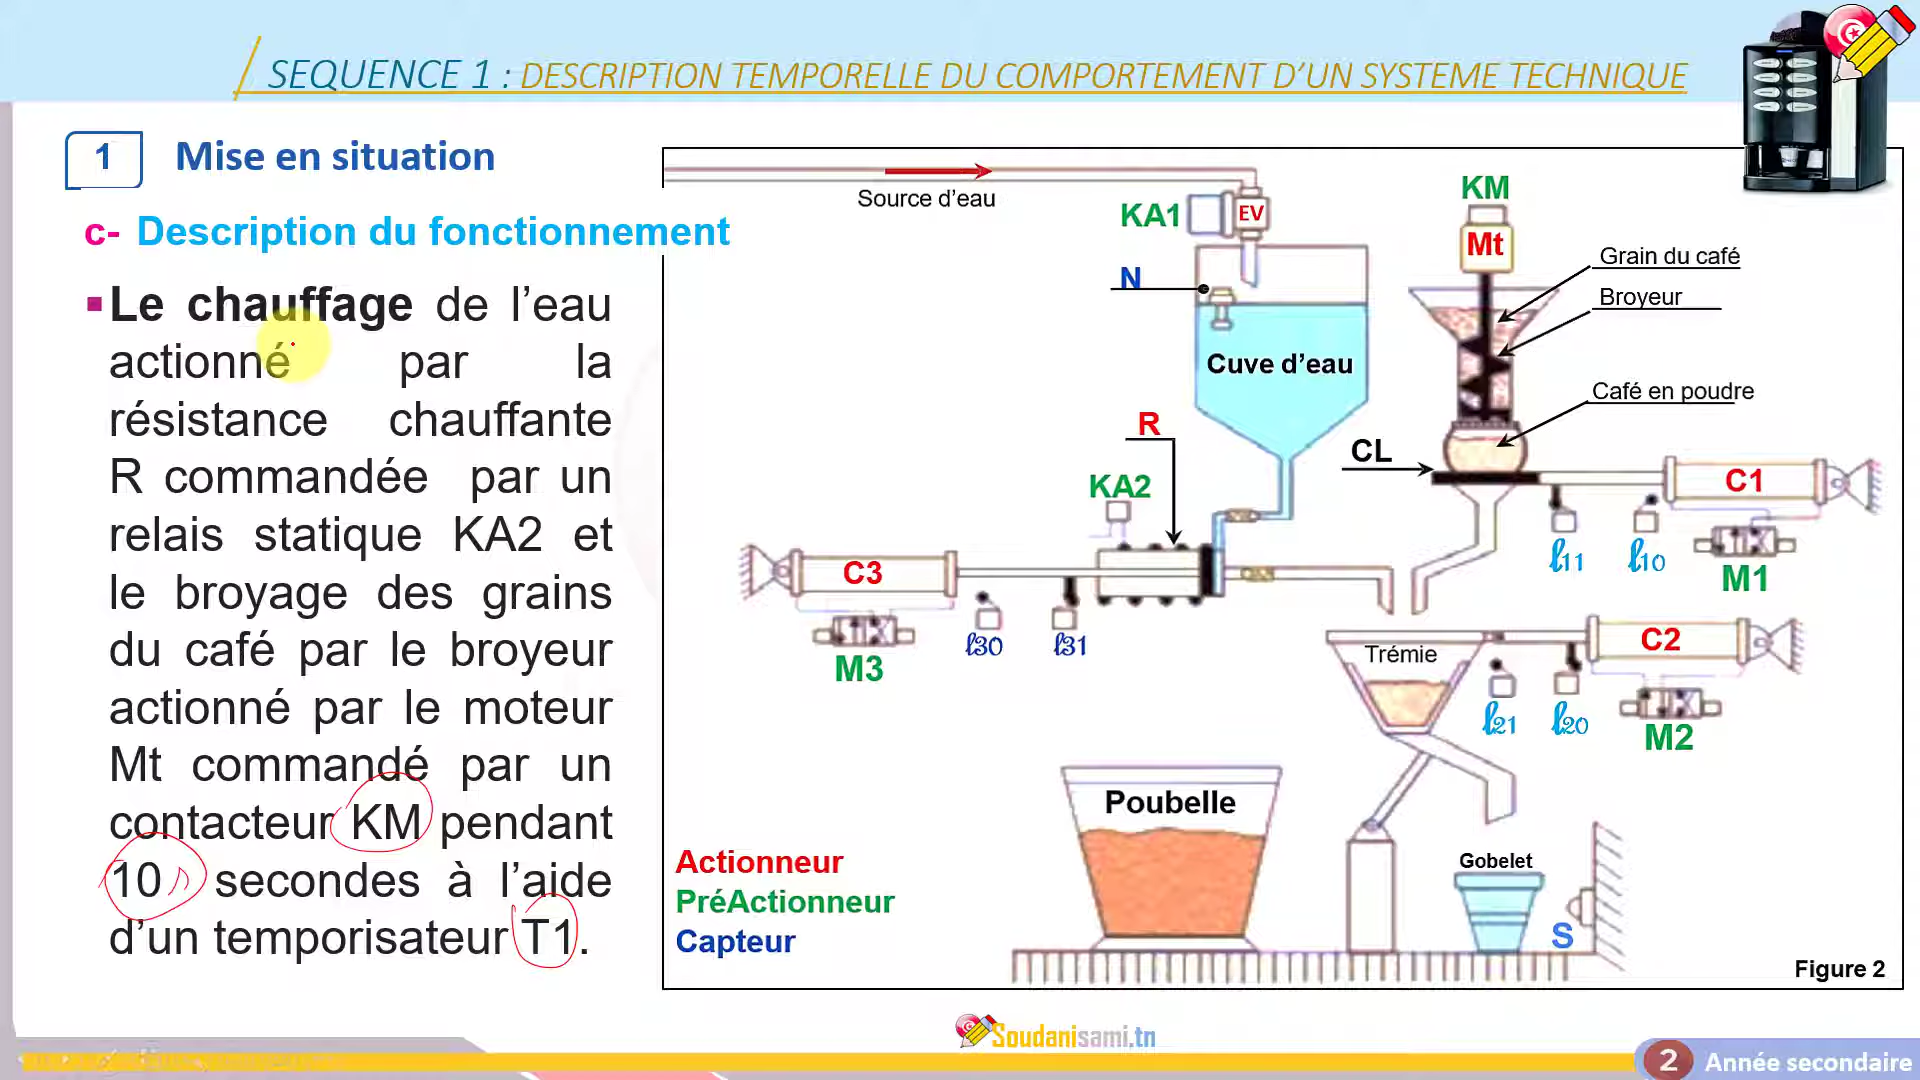 SEQUENCE 1 : DESCRIPTION TEMPORELLE DU COMPORTEMENT D'UN SYSTEME TECHNIQUE
1 Mise en situation
c- Description du fonctionnement
Le chauffage de l'eau
actionné par la
résistance chauffante
R commandée par un
relais statique KA2 et
le broyage des grains
du café par le broyeur
actionné par le moteur
Mt commandé par un
contacteur KM pendant
10 secondes à l'aide
d'un temporisateur T1.
Source d'eau
KA1
EV
KM
Mt
N
Grain du café
Broyeur
Cuve d'eau
Café en poudre
R
CL
KA2
C1
ℓ11
ℓ10
M1
C3
ℓ30
ℓ31
M3
C2
Trémie
ℓ21
ℓ20
M2
Poubelle
Gobelet
S
Actionneur
PréActionneur
Capteur
Figure 2
Soudanisami.tn
2 Année secondaire